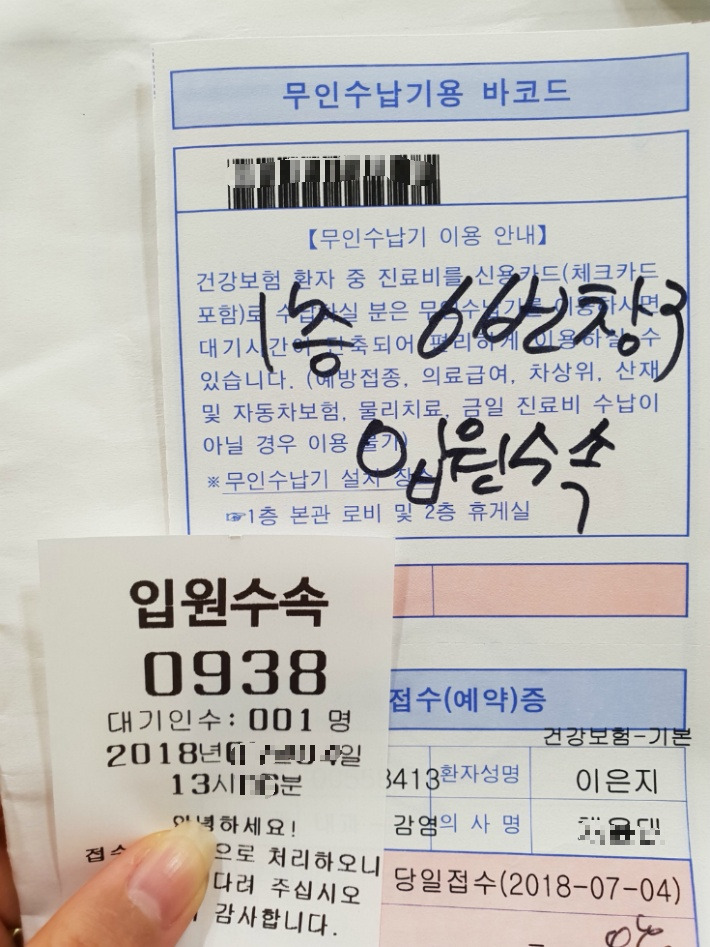 무인수납기용 바코드
【무인수납기 이용 안내】
건강보험 환자 중 진료비를 신용카드(체크카드
포함)로 수납하실 분은 무인수납기를 이용하시면
대기시간이 단축되어 편리하게 이용하실 수
있습니다. (예방접종, 의료급여, 차상위, 산재
및 자동차보험, 물리치료, 금일 진료비 수납이
아닐 경우 이용 불가)
※무인수납기 설치 장소
☞1층 본관 로비 및 2층 휴게실
1층 6번창구
입원수속
입원수속
0938
대기인수: 001 명
2018년
13시 분
안녕하세요!
으로 처리하오니
주십시오
감사합니다.
접수(예약)증
건강보험-기본
3413 환자성명 이은지
감염 의 사 명
당일접수(2018-07-04)